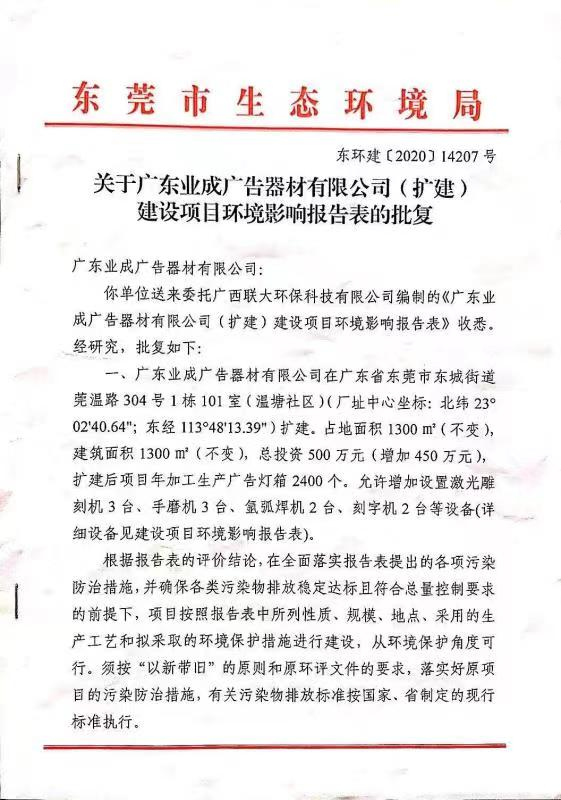 东莞市生态环境局
东环建〔2020〕14207号
关于广东业成广告器材有限公司（扩建）
建设项目环境影响报告表的批复
广东业成广告器材有限公司：
你单位送来委托广西联大环保科技有限公司编制的《广东业
成广告器材有限公司（扩建）建设项目环境影响报告表》收悉。
经研究，批复如下：
一、广东业成广告器材有限公司在广东省东莞市东城街道
莞温路304号1栋101室（温塘社区）（厂址中心坐标：北纬23°
02'40.64"；东经113°48'13.39"）扩建。占地面积1300㎡（不变），
建筑面积1300㎡（不变），总投资500万元（增加450万元），
扩建后项目年加工生产广告灯箱2400个。允许增加设置激光雕
刻机3台、手磨机3台、氩弧焊机2台、刻字机2台等设备(详
细设备见建设项目环境影响报告表)。
根据报告表的评价结论，在全面落实报告表提出的各项污染
防治措施，并确保各类污染物排放稳定达标且符合总量控制要求
的前提下，项目按照报告表中所列性质、规模、地点、采用的生
产工艺和拟采取的环境保护措施进行建设，从环境保护角度可
行。须按“以新带旧”的原则和原环评文件的要求，落实好原项
目的污染防治措施，有关污染物排放标准按国家、省制定的现行
标准执行。